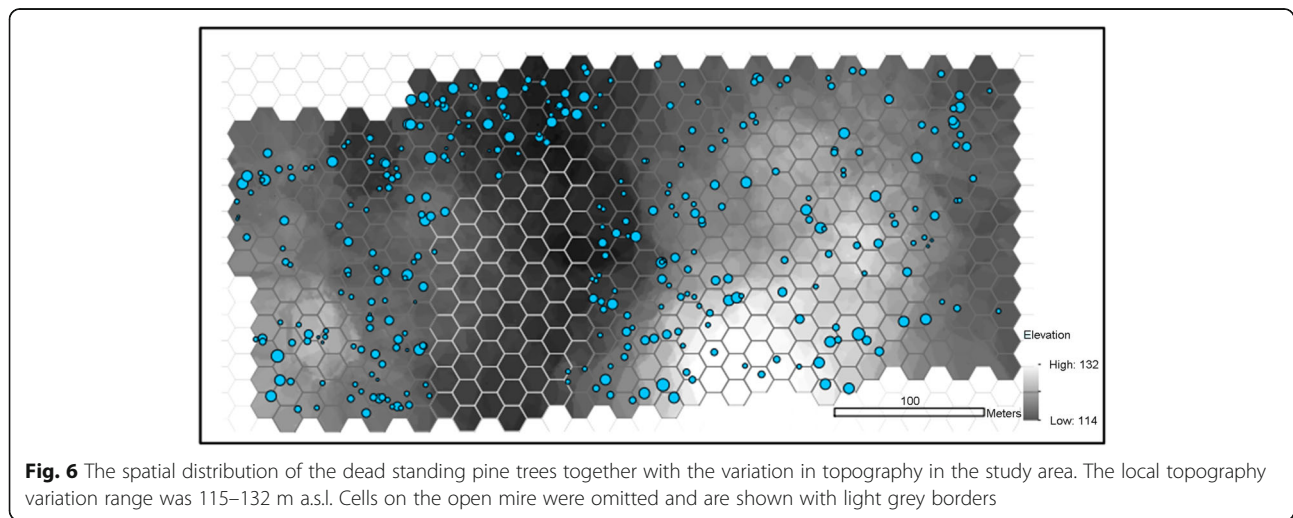 Elevation
High: 132
100
Meters
Low: 114
Fig. 6 The spatial distribution of the dead standing pine trees together with the variation in topography in the study area. The local topography
variation range was 115–132 m a.s.l. Cells on the open mire were omitted and are shown with light grey borders